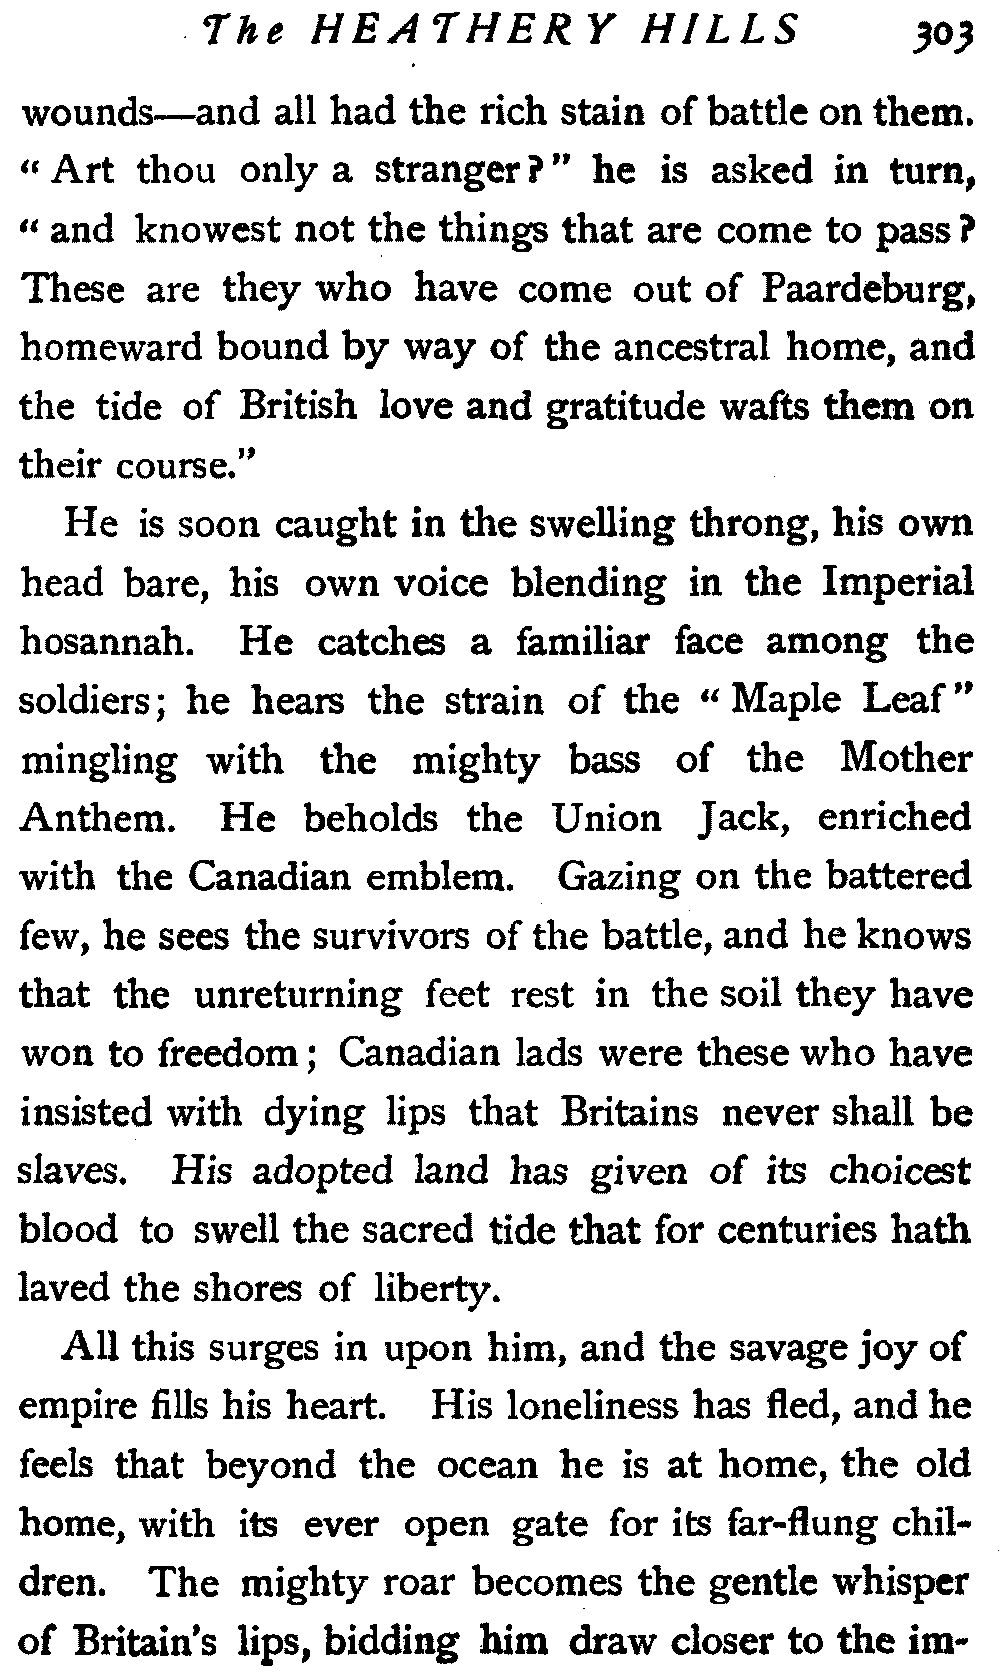 The HEATHERY HILLS 303
wounds—and all had the rich stain of battle on them.
“ Art thou only a stranger?” he is asked in turn,
“ and knowest not the things that are come to pass?
These are they who have come out of Paardeburg,
homeward bound by way of the ancestral home, and
the tide of British love and gratitude wafts them on
their course.”
He is soon caught in the swelling throng, his own
head bare, his own voice blending in the Imperial
hosannah. He catches a familiar face among the
soldiers; he hears the strain of the “ Maple Leaf”
mingling with the mighty bass of the Mother
Anthem. He beholds the Union Jack, enriched
with the Canadian emblem. Gazing on the battered
few, he sees the survivors of the battle, and he knows
that the unreturning feet rest in the soil they have
won to freedom; Canadian lads were these who have
insisted with dying lips that Britains never shall be
slaves. His adopted land has given of its choicest
blood to swell the sacred tide that for centuries hath
laved the shores of liberty.
All this surges in upon him, and the savage joy of
empire fills his heart. His loneliness has fled, and he
feels that beyond the ocean he is at home, the old
home, with its ever open gate for its far-flung chil-
dren. The mighty roar becomes the gentle whisper
of Britain's lips, bidding him draw closer to the im-